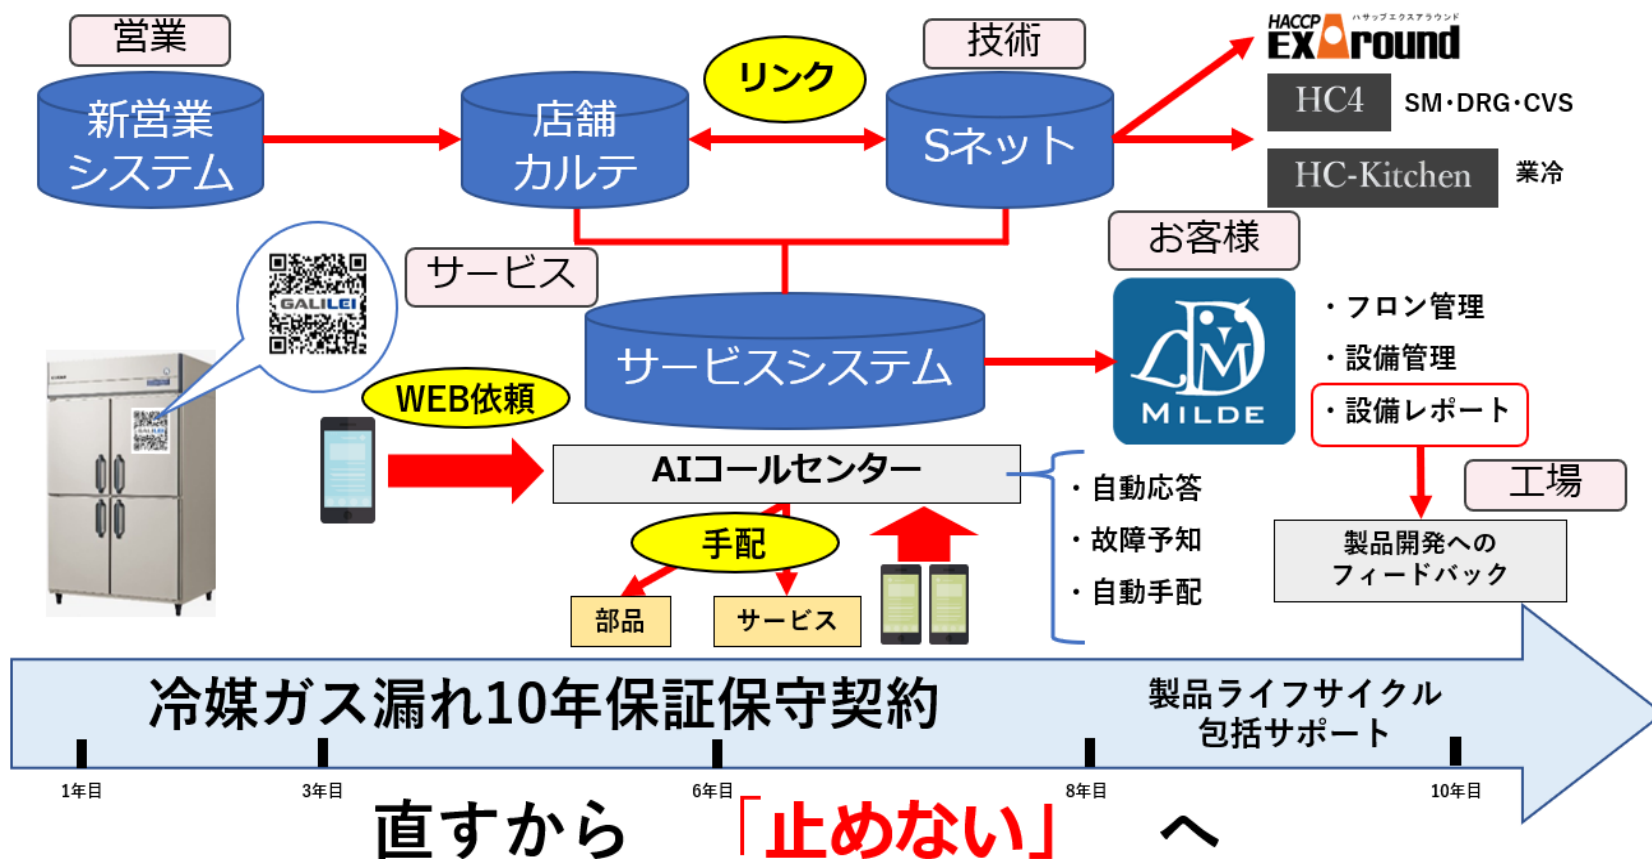 営業
新営業
システム
店舗
カルテ
リンク
技術
Sネット
HACCP
ハサップエクスアラウンド
EXAround
HC4
SM・DRG・CVS
HC-Kitchen
業冷
GALILEI
サービス
サービスシステム
お客様
MILDE
・フロン管理
・設備管理
・設備レポート
WEB依頼
AIコールセンター
・自動応答
・故障予知
・自動手配
手配
部品
サービス
工場
製品開発への
フィードバック
冷媒ガス漏れ10年保証保守契約
製品ライフサイクル
包括サポート
1年目
3年目
6年目
8年目
10年目
直すから 「止めない」 へ